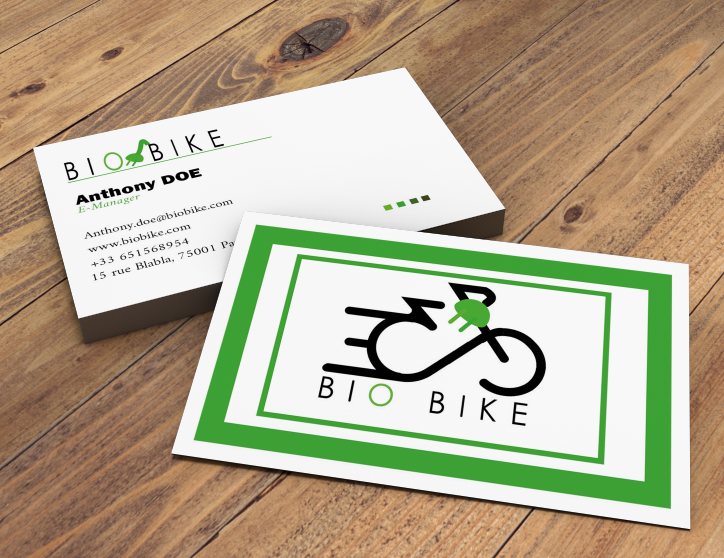 BIO BIKE
Anthony DOE
E-Manager
Anthony.doe@biobike.com
www.biobike.com
+33 651568954
15 rue Blabla, 75001 Pa
BIO BIKE